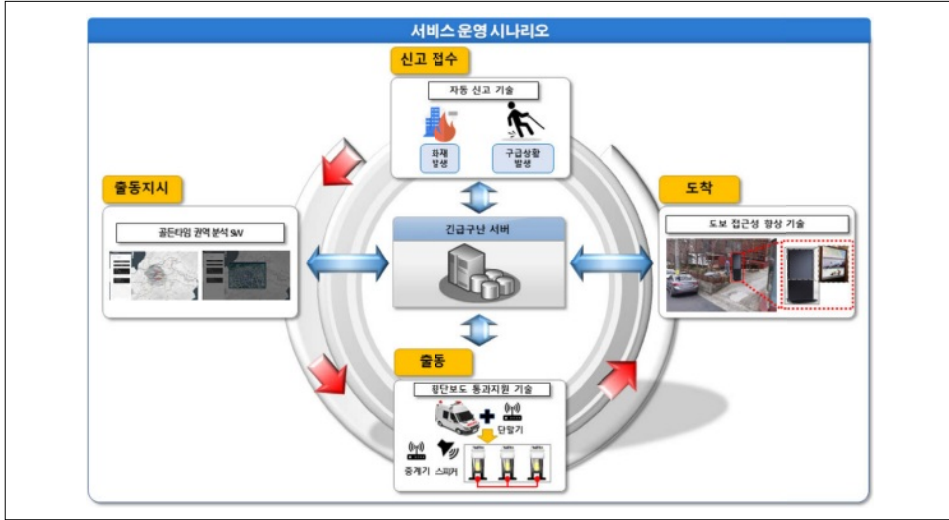 서비스 운영 시나리오
신고 접수
자동 신고 기술
화재
발생
구급상황
발생
출동지시
골든타임 권역 분석 SW
긴급구난 서버
도착
도보 접근성 향상 기술
출동
횡단보도 통과지원 기술
단말기
중계기
스피커